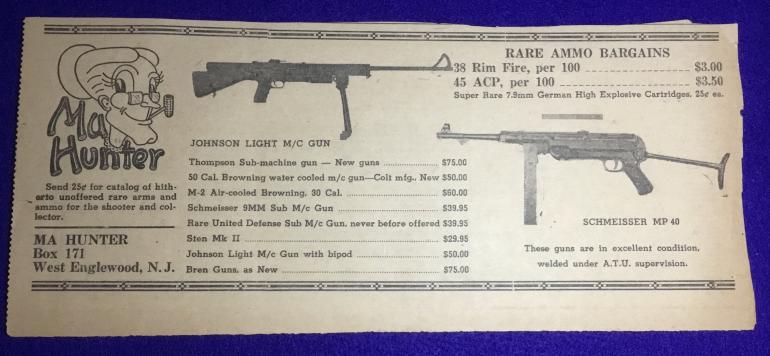 Ma
Hunter
Send 25¢ for catalog of hith-
erto unoffered rare arms and
ammo for the shooter and col-
lector.
MA HUNTER
Box 171
West Englewood, N. J.
JOHNSON LIGHT M/C GUN
Thompson Sub-machine gun — New guns $75.00
50 Cal. Browning water cooled m/c gun—Colt mfg.. New $50.00
M-2 Air-cooled Browning, 30 Cal. $60.00
Schmeisser 9MM Sub M/c Gun $39.95
Rare United Defense Sub M/c Gun, never before offered $39.95
Sten Mk II $29.95
Johnson Light M/c Gun with bipod $50.00
Bren Guns, as New $75.00
RARE AMMO BARGAINS
38 Rim Fire, per 100 $3.00
45 ACP, per 100 $3.50
Super Rare 7.9mm German High Explosive Cartridges, 25¢ ea.
SCHMEISSER MP 40
These guns are in excellent condition,
welded under A.T.U. supervision.